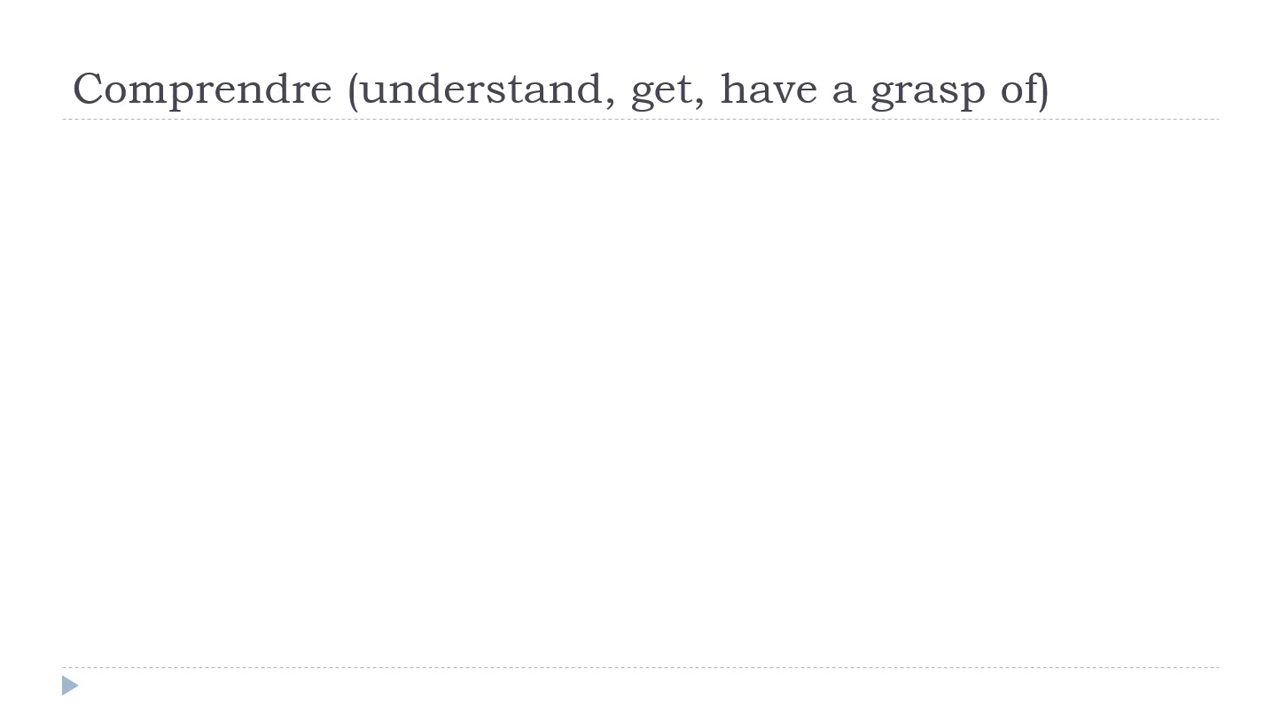 Comprendre (understand, get, have a grasp of)